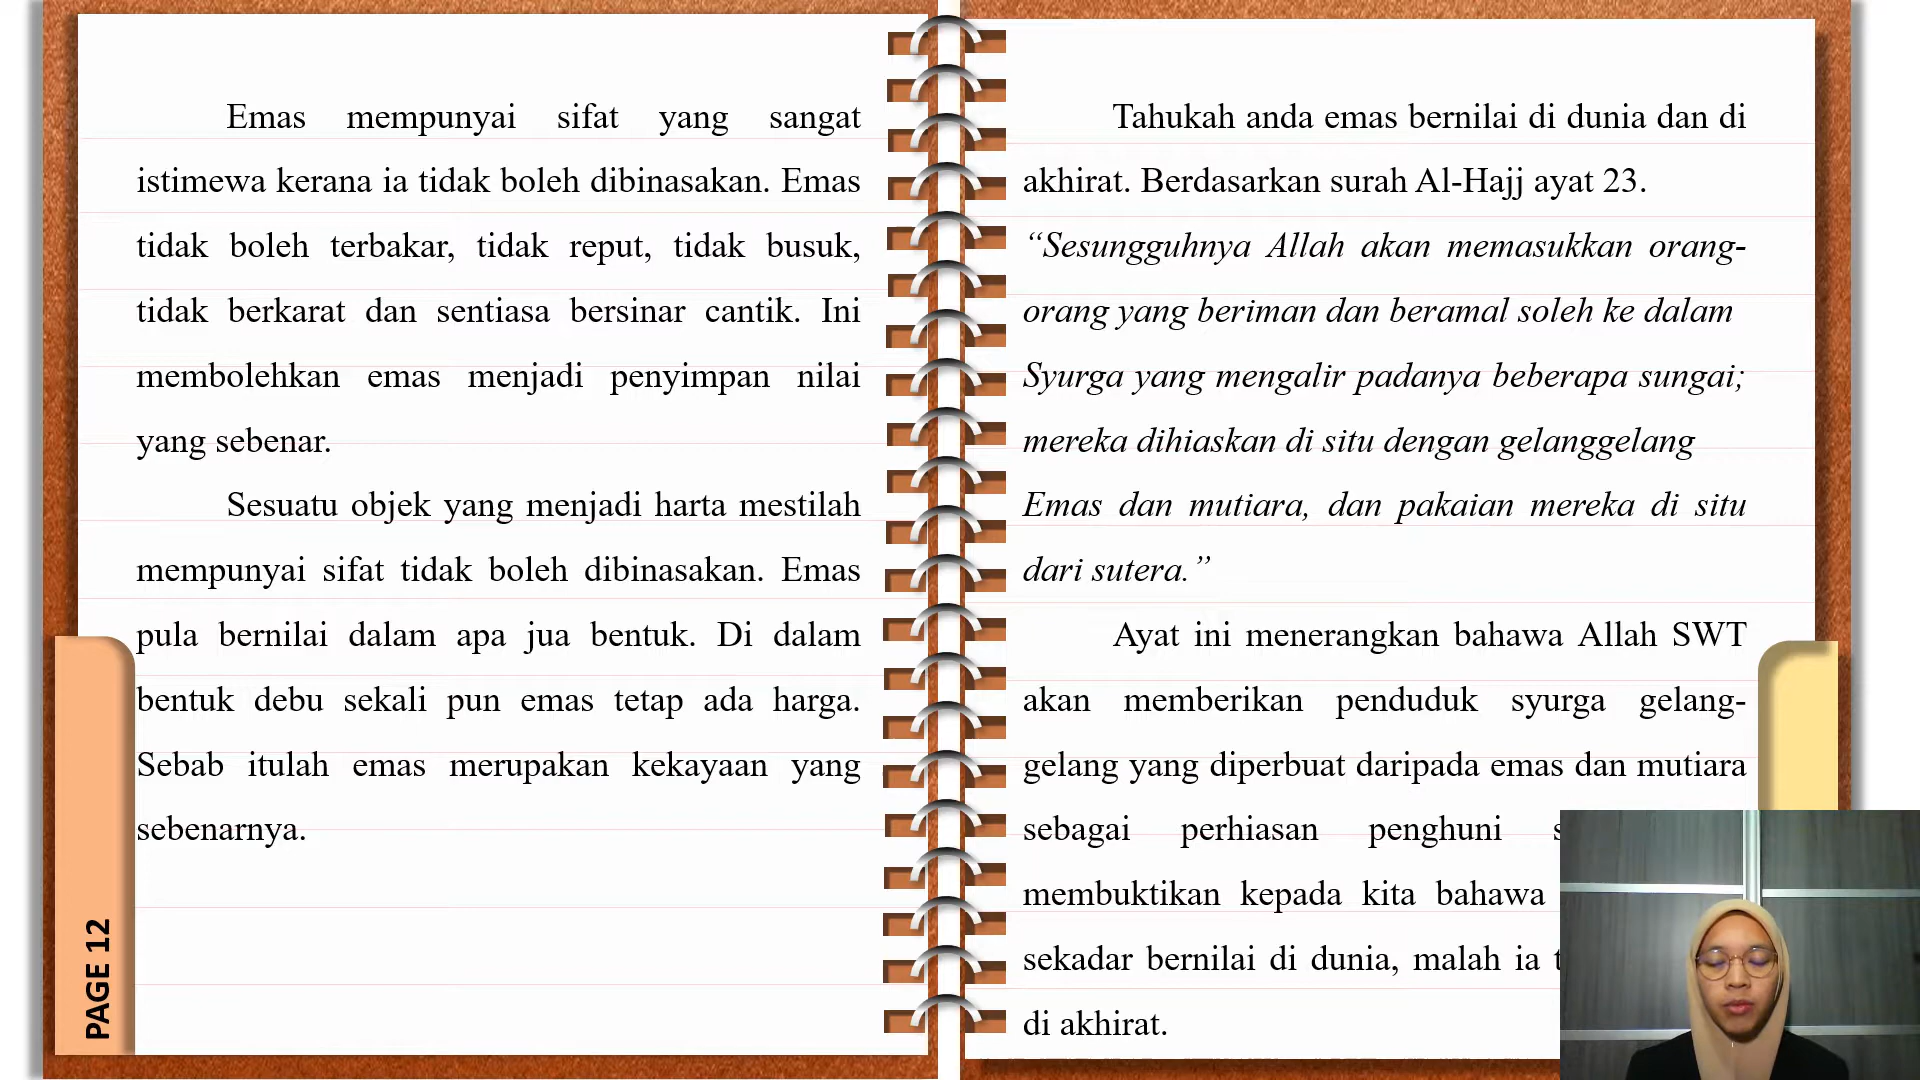 Emas mempunyai sifat yang sangat
istimewa kerana ia tidak boleh dibinasakan. Emas
tidak boleh terbakar, tidak reput, tidak busuk,
tidak berkarat dan sentiasa bersinar cantik. Ini
membolehkan emas menjadi penyimpan nilai
yang sebenar.
Sesuatu objek yang menjadi harta mestilah
mempunyai sifat tidak boleh dibinasakan. Emas
pula bernilai dalam apa jua bentuk. Di dalam
bentuk debu sekali pun emas tetap ada harga.
Sebab itulah emas merupakan kekayaan yang
sebenarnya.
PAGE 12
Tahukah anda emas bernilai di dunia dan di
akhirat. Berdasarkan surah Al-Hajj ayat 23.
“Sesungguhnya Allah akan memasukkan orang-
orang yang beriman dan beramal soleh ke dalam
Syurga yang mengalir padanya beberapa sungai;
mereka dihiaskan di situ dengan gelanggelang
Emas dan mutiara, dan pakaian mereka di situ
dari sutera.”
Ayat ini menerangkan bahawa Allah SWT
akan memberikan penduduk syurga gelang-
gelang yang diperbuat daripada emas dan mutiara
sebagai perhiasan penghuni
membuktikan kepada kita bahawa
sekadar bernilai di dunia, malah ia
di akhirat.